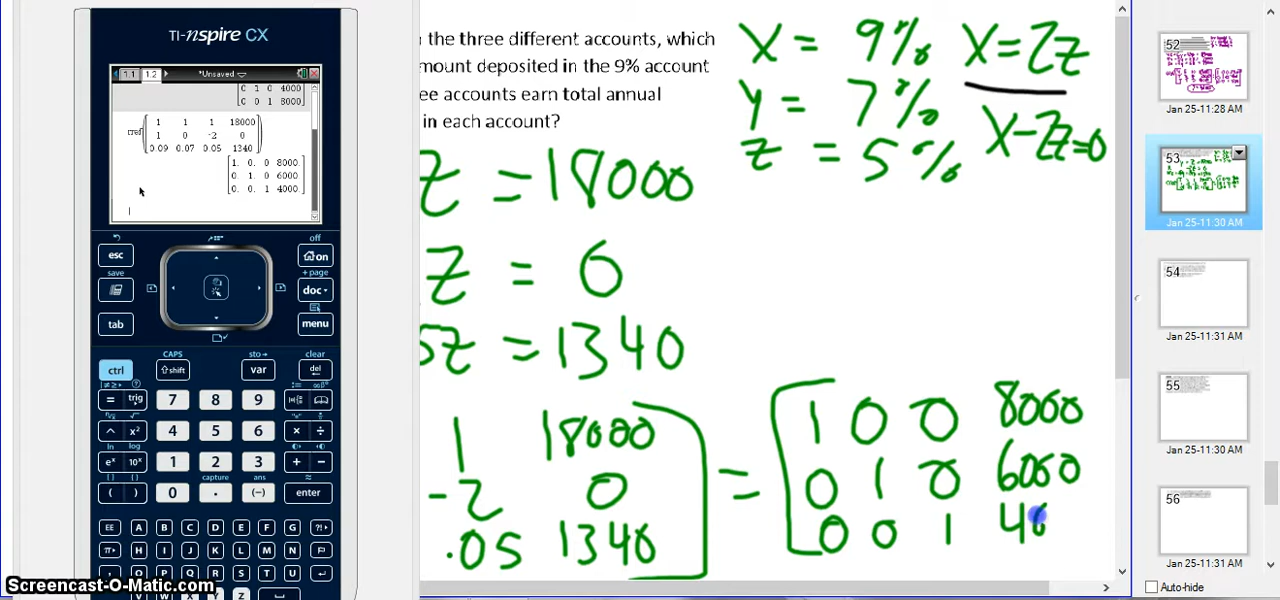 TI-nspire CX
1.1 1.2 *Unsaved
0 1 0 4000
0 0 1 8000
rref 1 1 18000
1 0 -2 0
0.09 0.07 0.05 1340
1. 0. 0 8000
0. 1. 0 6000
0. 0. 1 4000
off
esc on
save + page
doc
tab menu
CAPS sto→ clear
ctrl ⇧shift var del
= trig 7 8 9
^ x² 4 5 6 × ÷
ln log
eˣ 10ˣ 1 2 3 + −
[ ] { } capture ans
( ) 0 . (−) enter
EE A B C D E F ?!
π H I J K L
, O P Q R S
T U
V W X Y Z
the three different accounts, which
mount deposited in the 9% account
ee accounts earn total annual
in each account?
X = 9% X = 2z
y = 7% X-2z=0
z = 5%
z = 18000
z = 0
5z = 1340
1 18000
-2 0
.05 1340
= 1 0 0 8000
0 1 0 6000
0 0 1 40
52
Jan 25-11:28 AM
53
Jan 25-11:30 AM
54
Jan 25-11:31 AM
55
Jan 25-11:31 AM
56
Jan 25-11:31 AM
Auto-hide
Screencast-O-Matic.com